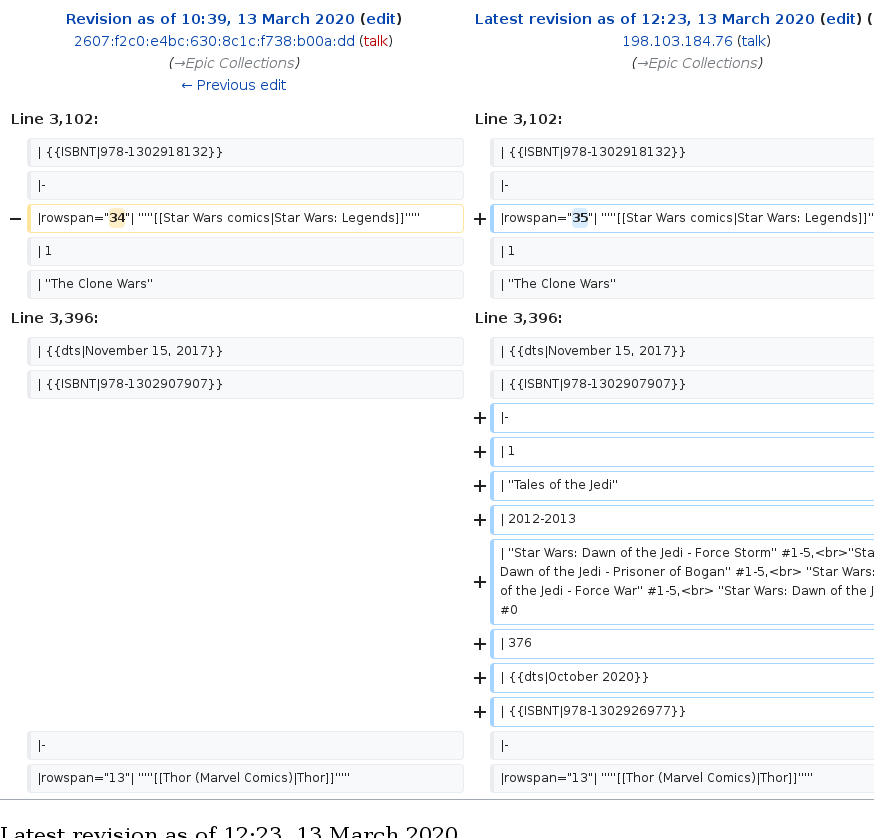 Revision as of 10:39, 13 March 2020 (edit)
2607:f2c0:e4bc:630:8c1c:f738:b00a:dd (talk)
(→Epic Collections)
← Previous edit
Latest revision as of 12:23, 13 March 2020 (edit) (
198.103.184.76 (talk)
(→Epic Collections)
Line 3,102:
Line 3,102:
| {{ISBNT|978-1302918132}}
| {{ISBNT|978-1302918132}}
|-
|-
− |rowspan="34"| '''''[[Star Wars comics|Star Wars: Legends]]'''''
+ |rowspan="35"| '''''[[Star Wars comics|Star Wars: Legends]]''
| 1
| 1
| ''The Clone Wars''
| ''The Clone Wars''
Line 3,396:
Line 3,396:
| {{dts|November 15, 2017}}
| {{dts|November 15, 2017}}
| {{ISBNT|978-1302907907}}
| {{ISBNT|978-1302907907}}
+ |-
+ | 1
+ | ''Tales of the Jedi''
+ | 2012-2013
+ | ''Star Wars: Dawn of the Jedi - Force Storm'' #1-5,<br>''Sta
Dawn of the Jedi - Prisoner of Bogan'' #1-5,<br> ''Star Wars:
of the Jedi - Force War'' #1-5,<br> ''Star Wars: Dawn of the J
#0
+ | 376
+ | {{dts|October 2020}}
+ | {{ISBNT|978-1302926977}}
|-
|-
|rowspan="13"| '''''[[Thor (Marvel Comics)|Thor]]'''''
|rowspan="13"| '''''[[Thor (Marvel Comics)|Thor]]'''''
Latest revision as of 12:23, 13 March 2020